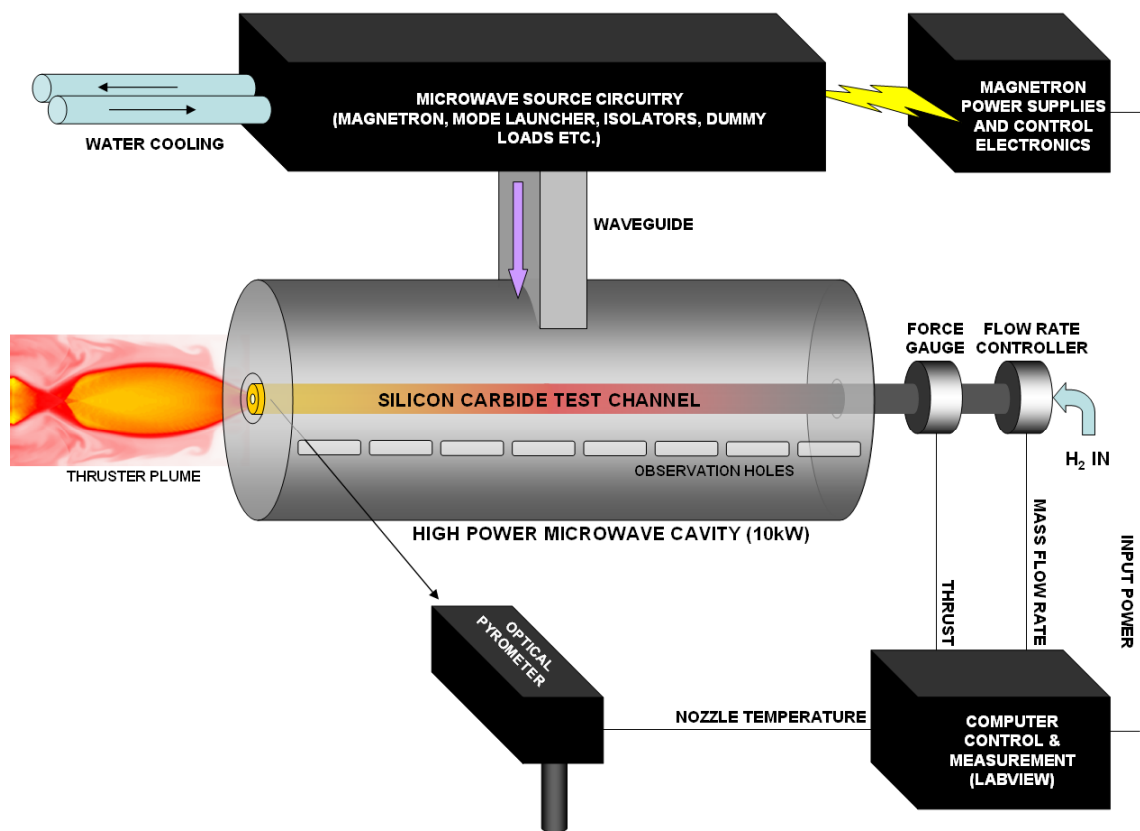 MICROWAVE SOURCE CIRCUITRY
(MAGNETRON, MODE LAUNCHER, ISOLATORS, DUMMY
LOADS ETC.)
MAGNETRON
POWER SUPPLIES
AND CONTROL
ELECTRONICS
WATER COOLING
WAVEGUIDE
FORCE
GAUGE
FLOW RATE
CONTROLLER
SILICON CARBIDE TEST CHANNEL
H₂ IN
THRUSTER PLUME
OBSERVATION HOLES
HIGH POWER MICROWAVE CAVITY (10kW)
THRUST
MASS FLOW RATE
INPUT POWER
OPTICAL
PYROMETER
NOZZLE TEMPERATURE
COMPUTER
CONTROL &
MEASUREMENT
(LABVIEW)